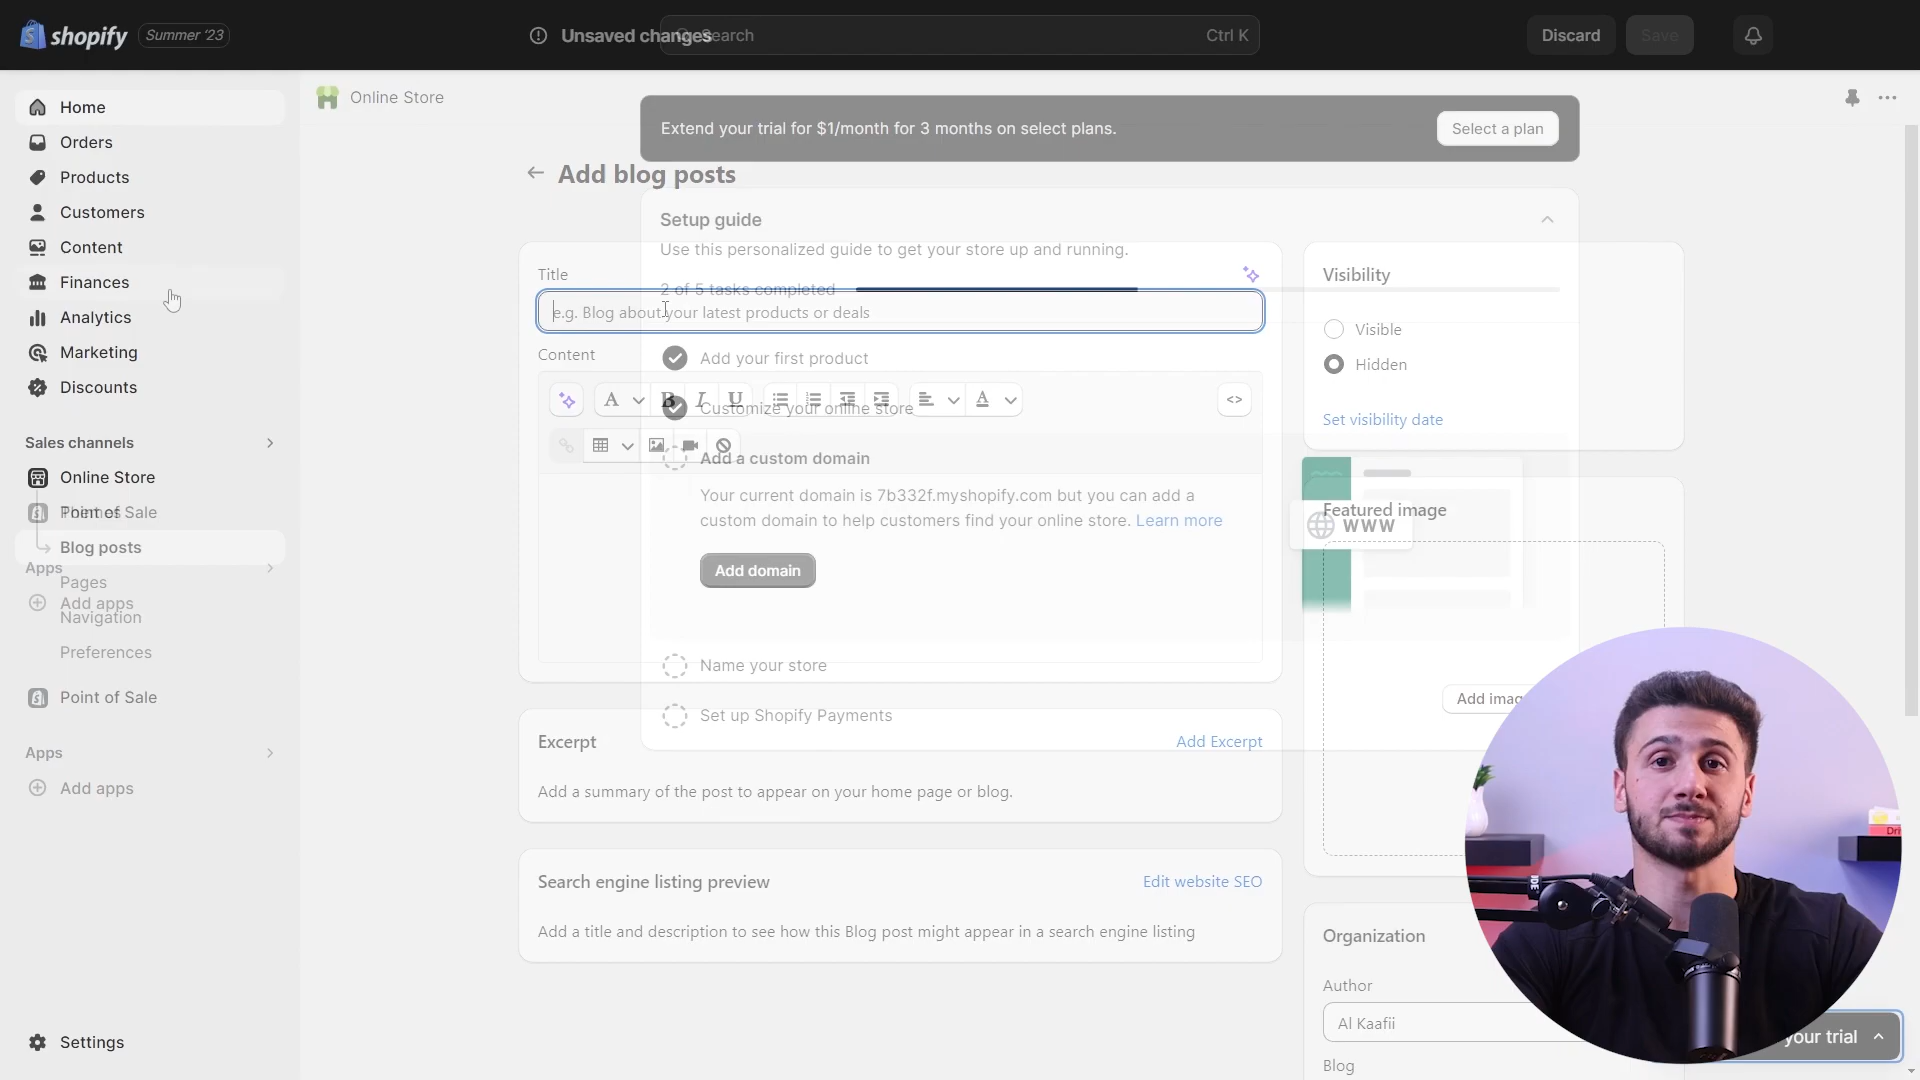 shopify
Summer '23
Unsaved changes
Search
Ctrl K
Discard
Save
Home
Orders
Products
Customers
Content
Finances
Analytics
Marketing
Discounts
Sales channels
Online Store
Point of Sale
Themes
Blog posts
Apps
Pages
Add apps
Navigation
Preferences
Point of Sale
Apps
Add apps
Settings
Online Store
Extend your trial for $1/month for 3 months on select plans.
Select a plan
Add blog posts
Setup guide
Use this personalized guide to get your store up and running.
2 of 5 tasks completed
Title
e.g. Blog about your latest products or deals
Content
Add your first product
A
B
I
U
A
<>
Customize your online store
Add a custom domain
Your current domain is 7b332f.myshopify.com but you can add a
custom domain to help customers find your online store. Learn more
Add domain
Name your store
Set up Shopify Payments
Excerpt
Add Excerpt
Add a summary of the post to appear on your home page or blog.
Search engine listing preview
Edit website SEO
Add a title and description to see how this Blog post might appear in a search engine listing
Visibility
Visible
Hidden
Set visibility date
Featured image
WWW
Add imag
Organization
Author
Al Kaafii
Blog
your trial